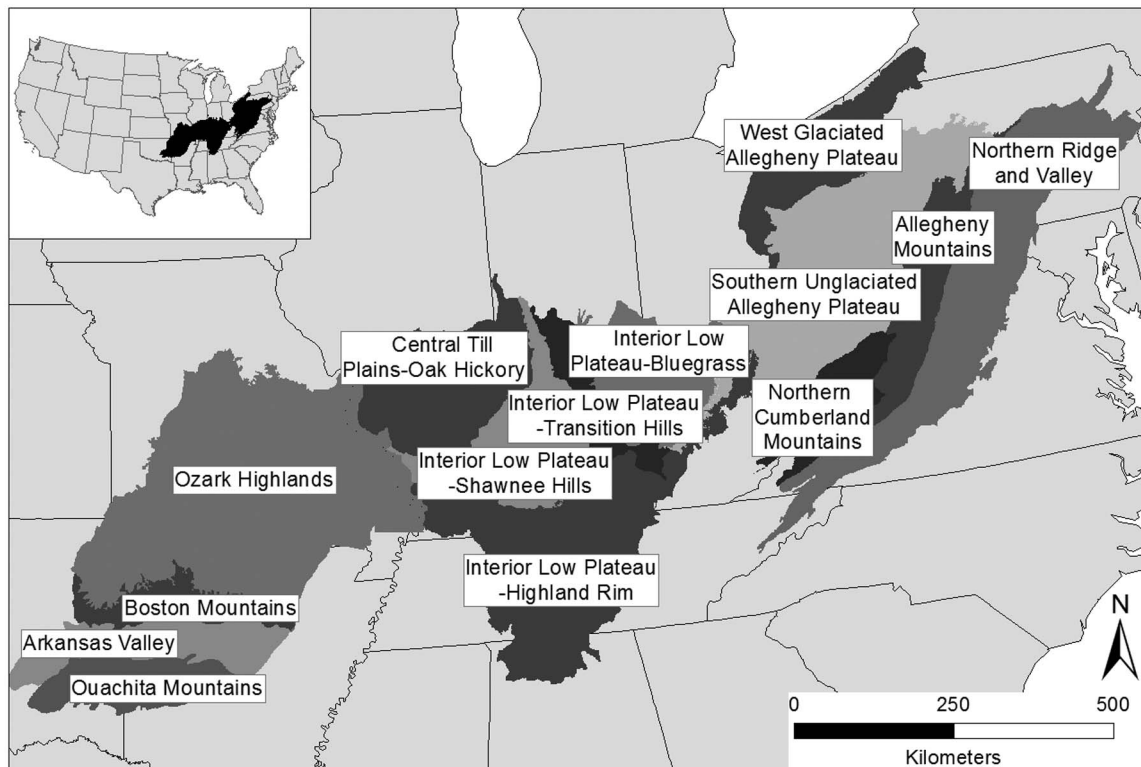 West Glaciated
Allegheny Plateau
Northern Ridge
and Valley
Allegheny
Mountains
Southern Unglaciated
Allegheny Plateau
Central Till
Plains-Oak Hickory
Interior Low
Plateau-Bluegrass
Interior Low Plateau
-Transition Hills
Northern
Cumberland
Mountains
Interior Low Plateau
-Shawnee Hills
Ozark Highlands
Interior Low Plateau
-Highland Rim
Boston Mountains
Arkansas Valley
Ouachita Mountains
N
0 250 500
Kilometers